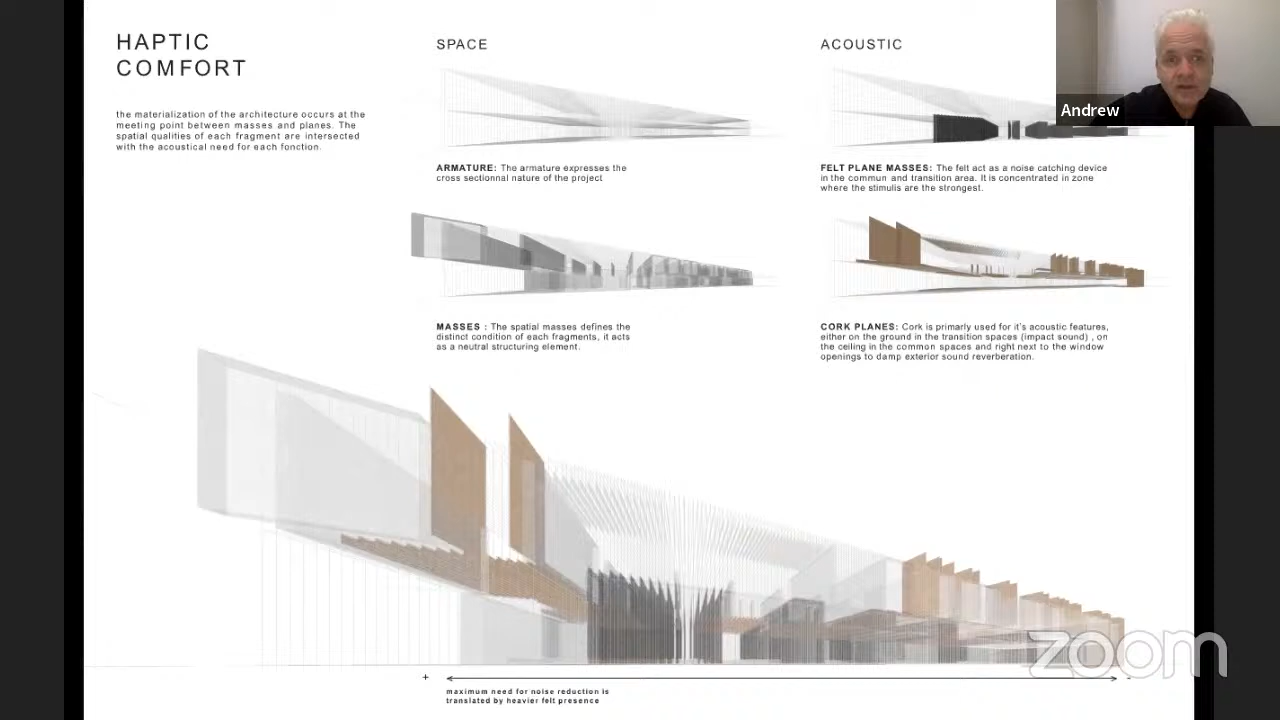 HAPTIC
COMFORT
the materialization of the architecture occurs at the
meeting point between masses and planes. The
spatial qualities of each fragment are intersected
with the acoustical need for each fonction.
SPACE
ARMATURE: The armature expresses the
cross sectionnal nature of the project
MASSES : The spatial masses defines the
distinct condition of each fragments, it acts
as a neutral structuring element.
ACOUSTIC
FELT PLANE MASSES: The felt act as a noise catching device
in the commun and transition area. It is concentrated in zone
where the stimulis are the strongest.
CORK PLANES: Cork is primarly used for it's acoustic features,
either on the ground in the transition spaces (impact sound) , on
the ceiling in the common spaces and right next to the window
openings to damp exterior sound reverberation.
Andrew
+ -
maximum need for noise reduction is
translated by heavier felt presence
zoom